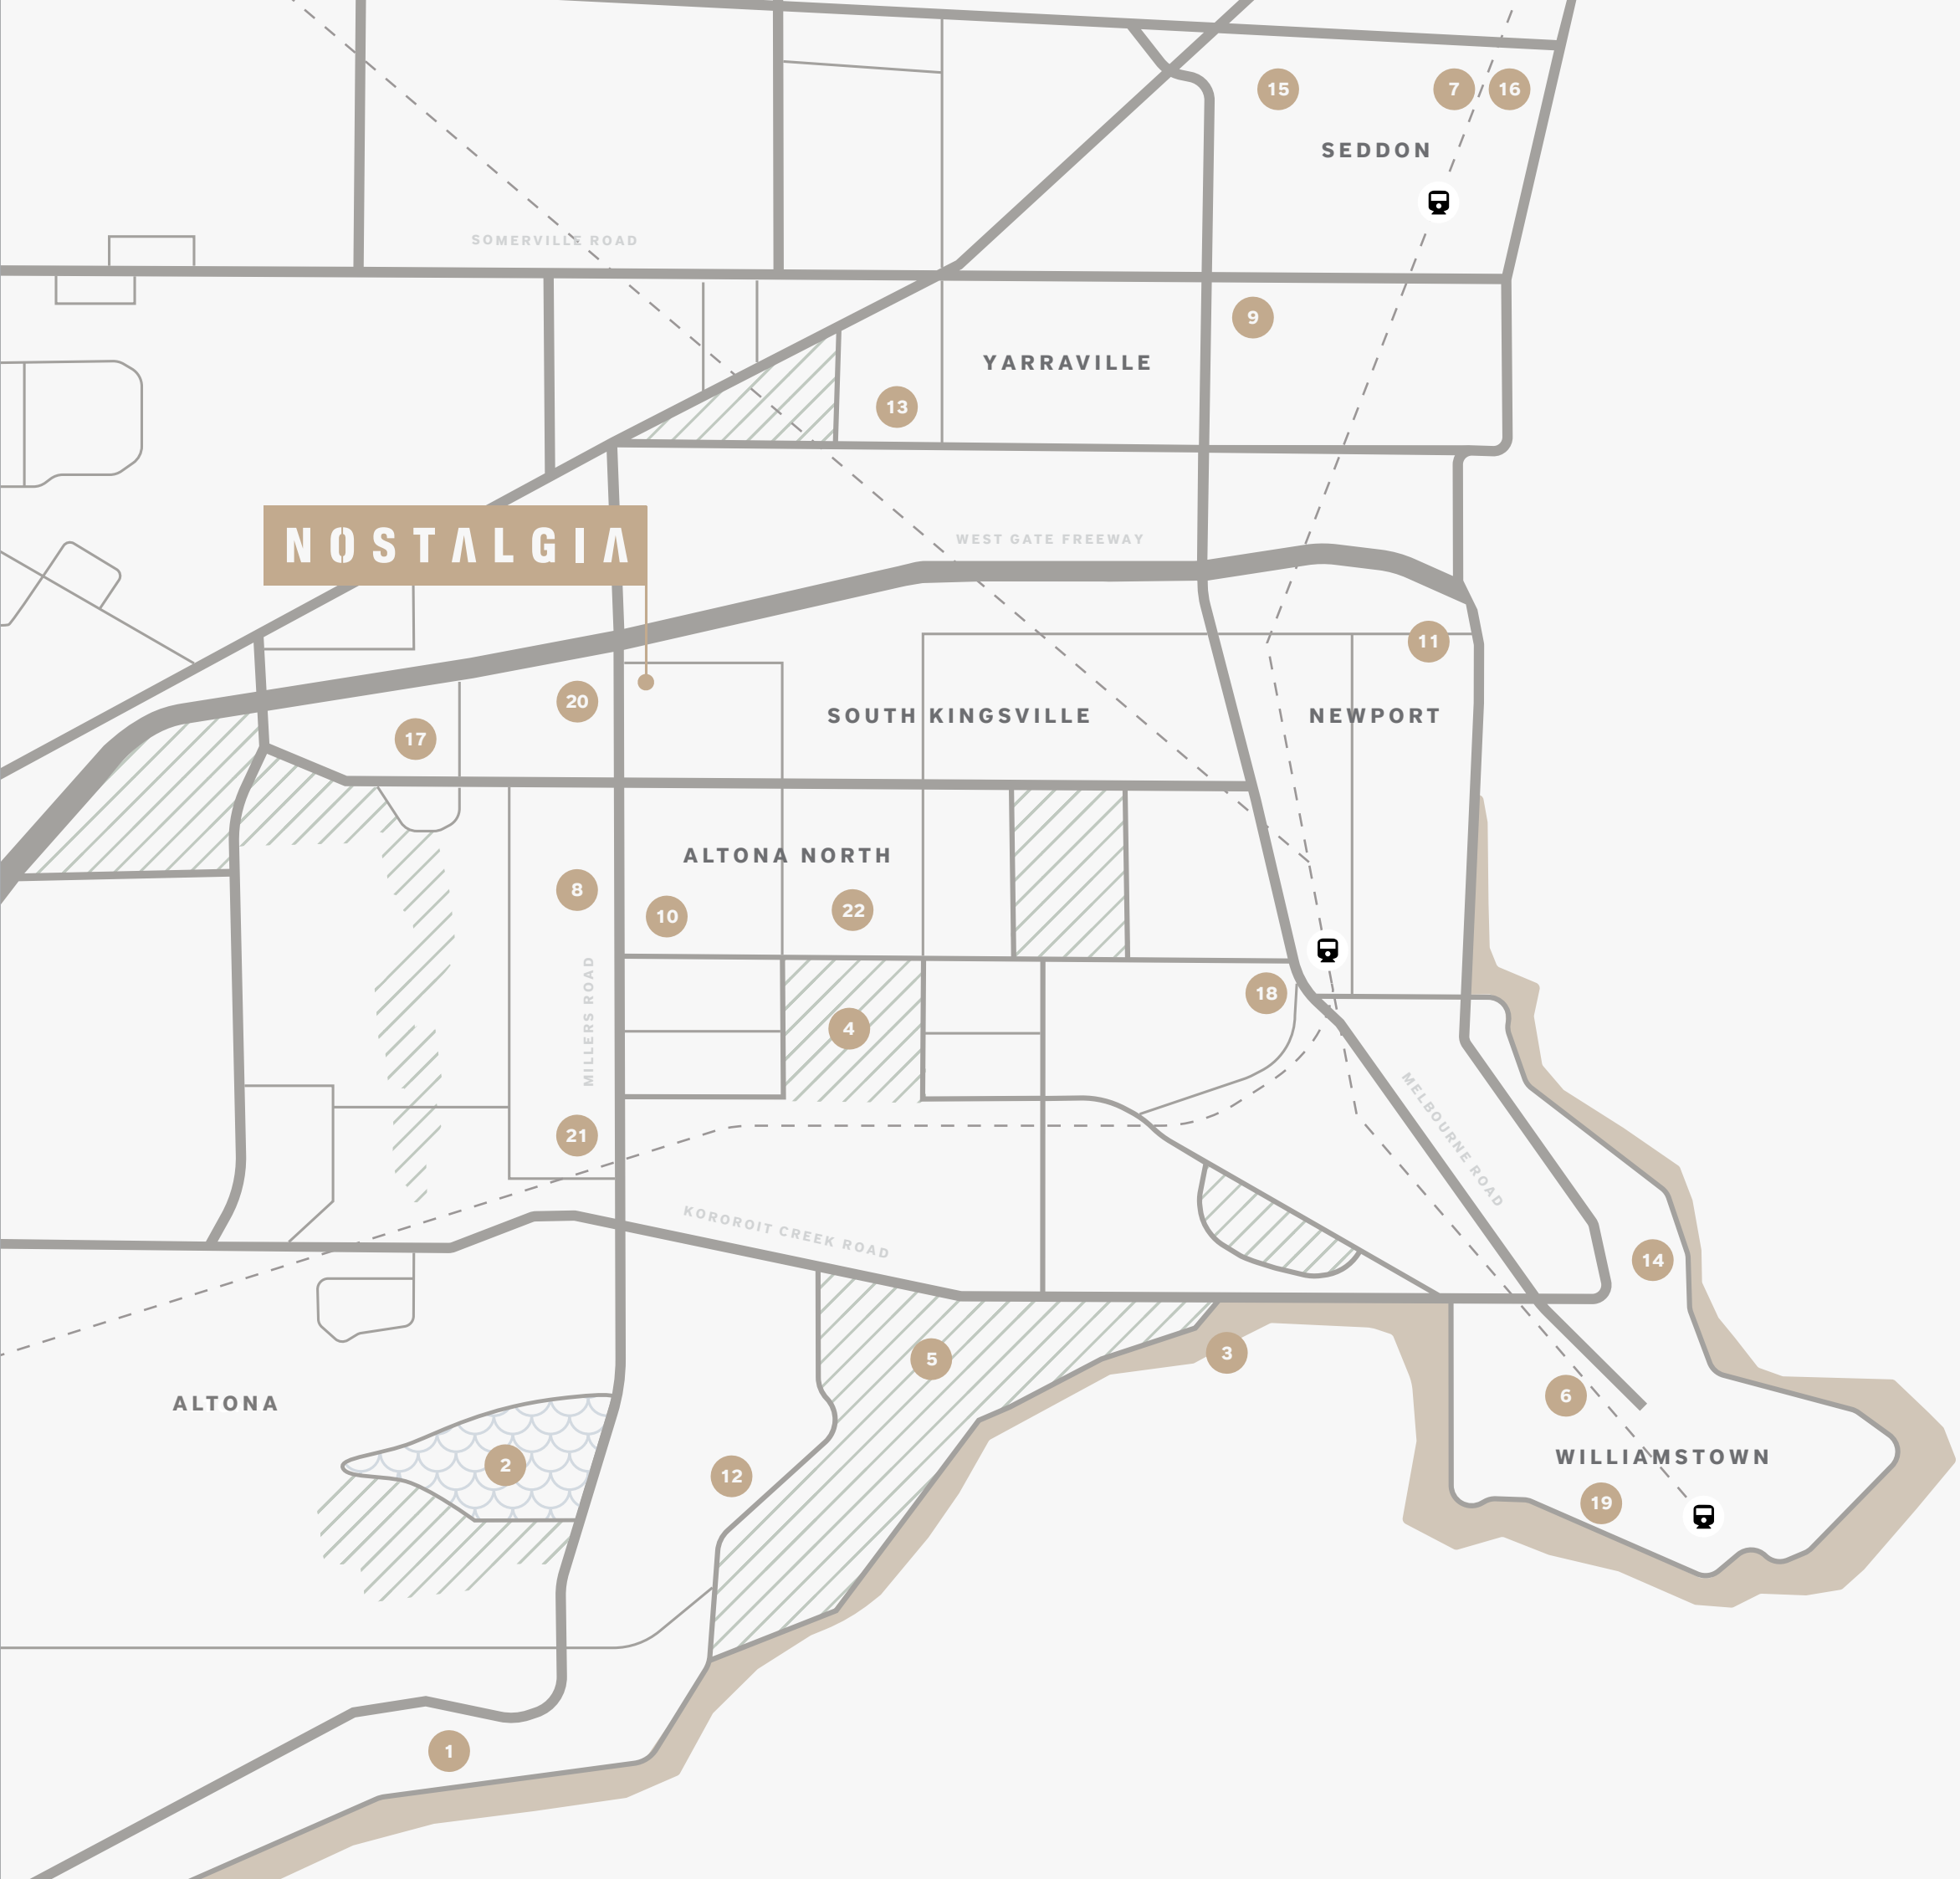 15
7
16
SEDDON
SOMERVILLE ROAD
9
YARRAVILLE
13
NOSTALGIA
WEST GATE FREEWAY
11
20
SOUTH KINGSVILLE
NEWPORT
17
ALTONA NORTH
8
10
22
18
4
MILLERS ROAD
21
MELBOURNE ROAD
KOROROIT CREEK ROAD
14
3
5
6
ALTONA
2
12
WILLIAMSTOWN
19
1